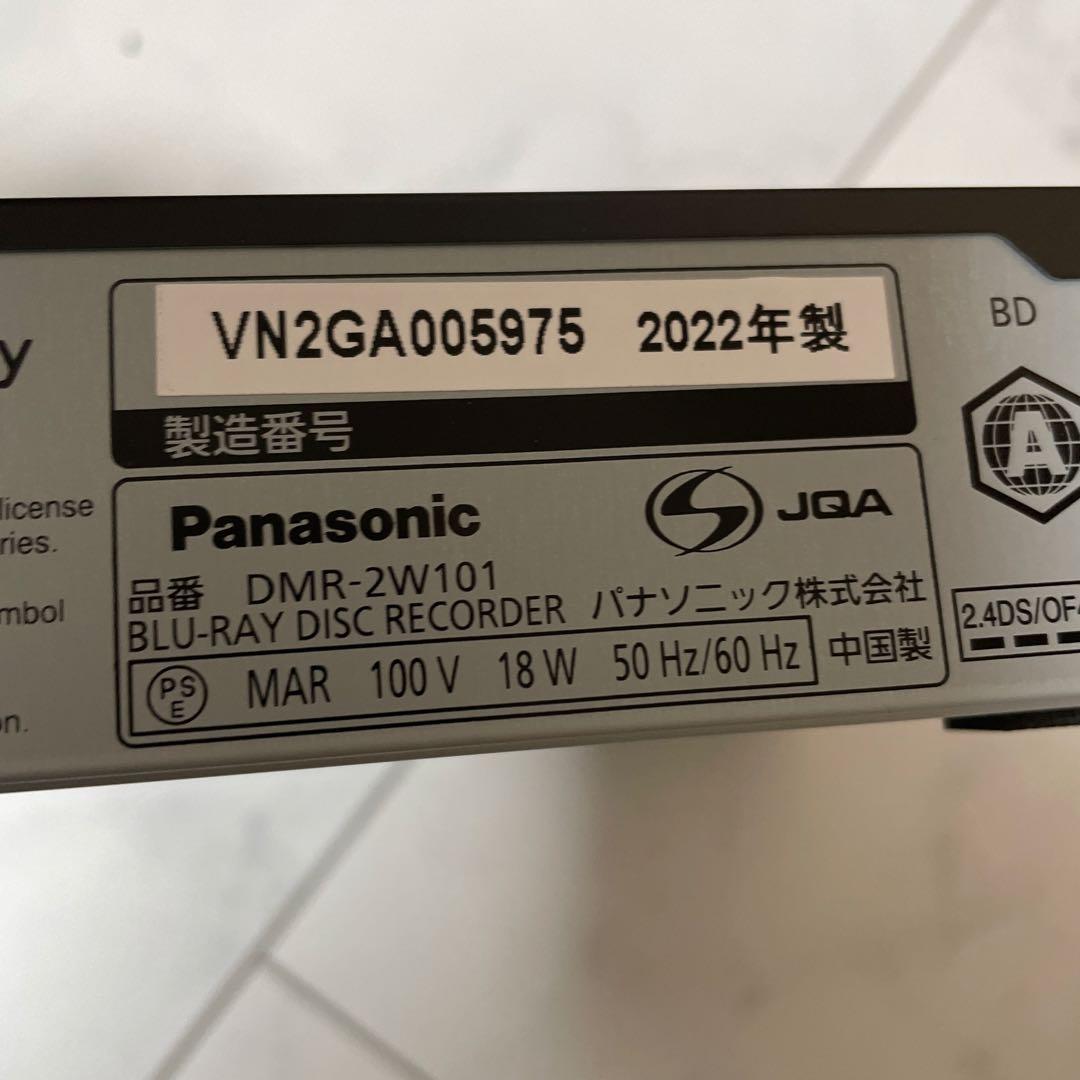 VN2GA005975 2022年製
製造番号
BD
A
y
license
ries.
mbol
on.
Panasonic
JQA
品番 DMR-2W101
BLU-RAY DISC RECORDER
パナソニック株式会社
PSE MAR 100 V 18 W 50 Hz/60 Hz
中国製
2.4DS/OF4